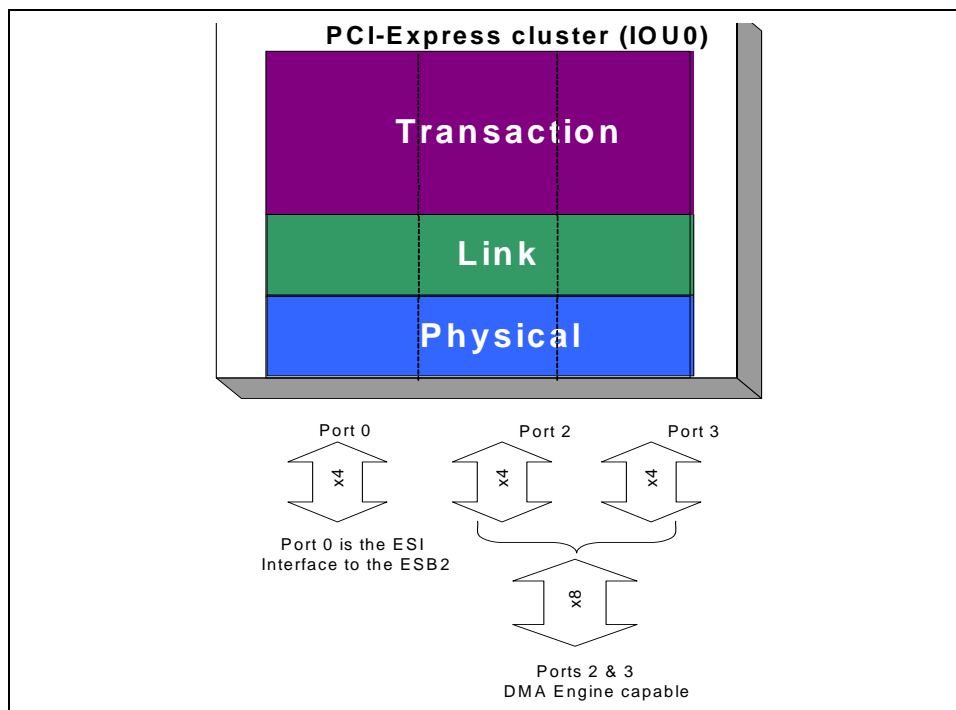 PCI-Express cluster (IOU0)
Transaction
Link
Physical
Port 0
Port 2
Port 3
x4
x4
x4
Port 0 is the ESI
Interface to the ESB2
x8
Ports 2 & 3
DMA Engine capable